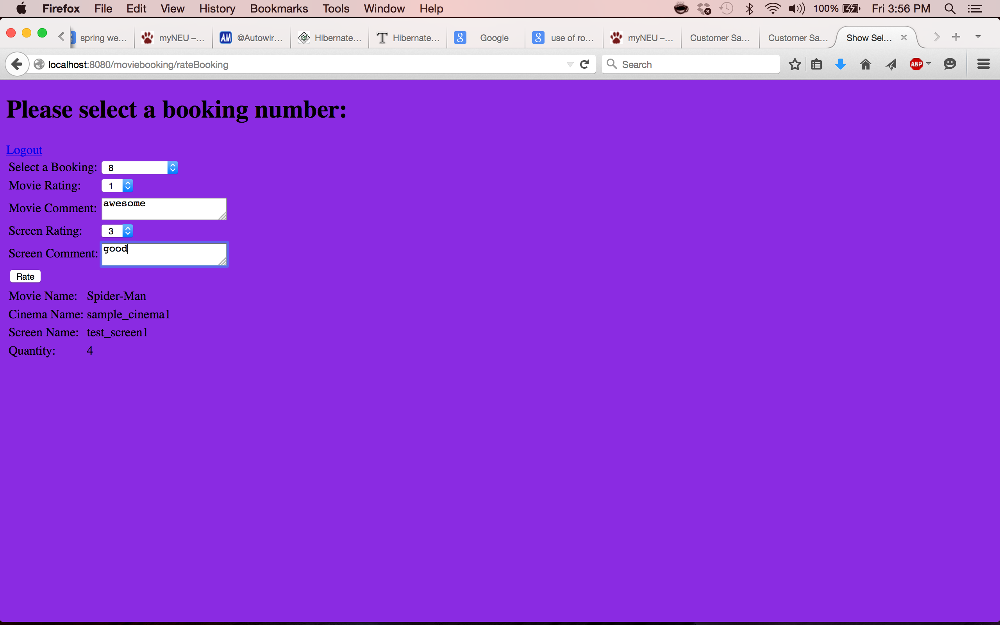 Firefox File Edit View History Bookmarks Tools Window Help 100% Fri 3:56 PM
spring we... myNEU –... AM @Autowir... Hibernate... T Hibernate... g Google g use of ro... myNEU –... Customer Sa... Customer Sa... Show Sel...
localhost:8080/moviebooking/rateBooking Search ABP
Please select a booking number:
Logout
Select a Booking: 8
Movie Rating: 1
Movie Comment: awesome
Screen Rating: 3
Screen Comment: good
Rate
Movie Name: Spider-Man
Cinema Name: sample_cinema1
Screen Name: test_screen1
Quantity: 4